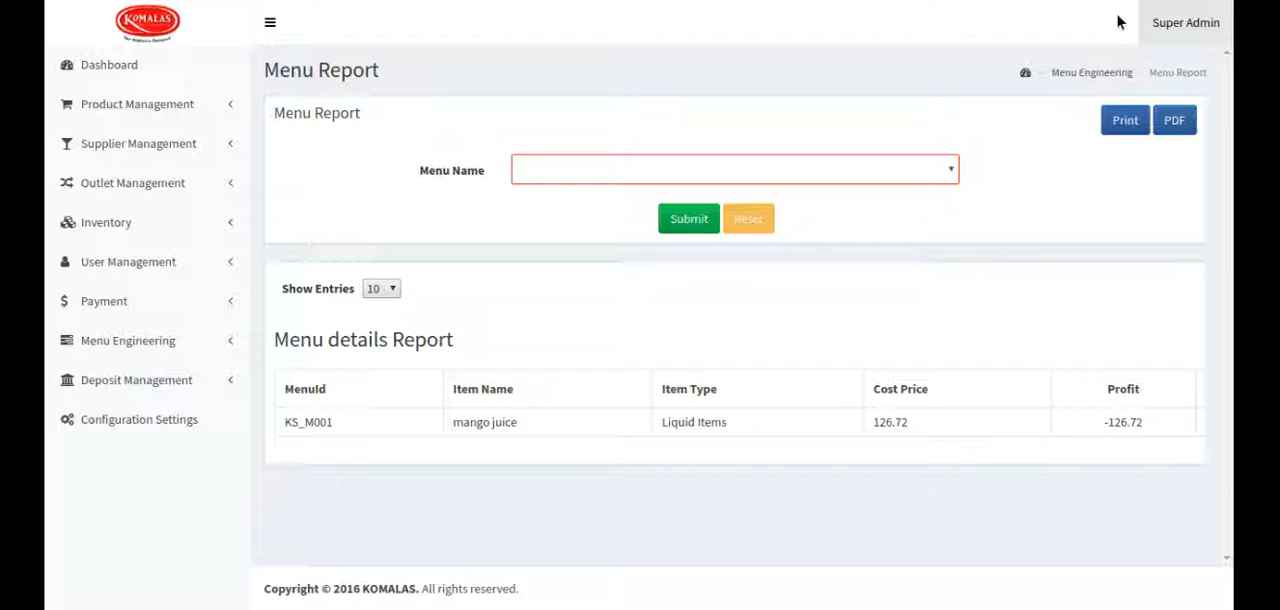 KOMALAS
Super Admin
Dashboard
Product Management
Supplier Management
Outlet Management
Inventory
User Management
Payment
Menu Engineering
Deposit Management
Configuration Settings
Menu Report
Menu Engineering Menu Report
Menu Report
Print PDF
Menu Name
Submit Reset
Show Entries 10
Menu details Report
MenuId Item Name Item Type Cost Price Profit
KS_M001 mango juice Liquid Items 126.72 -126.72
Copyright © 2016 KOMALAS. All rights reserved.